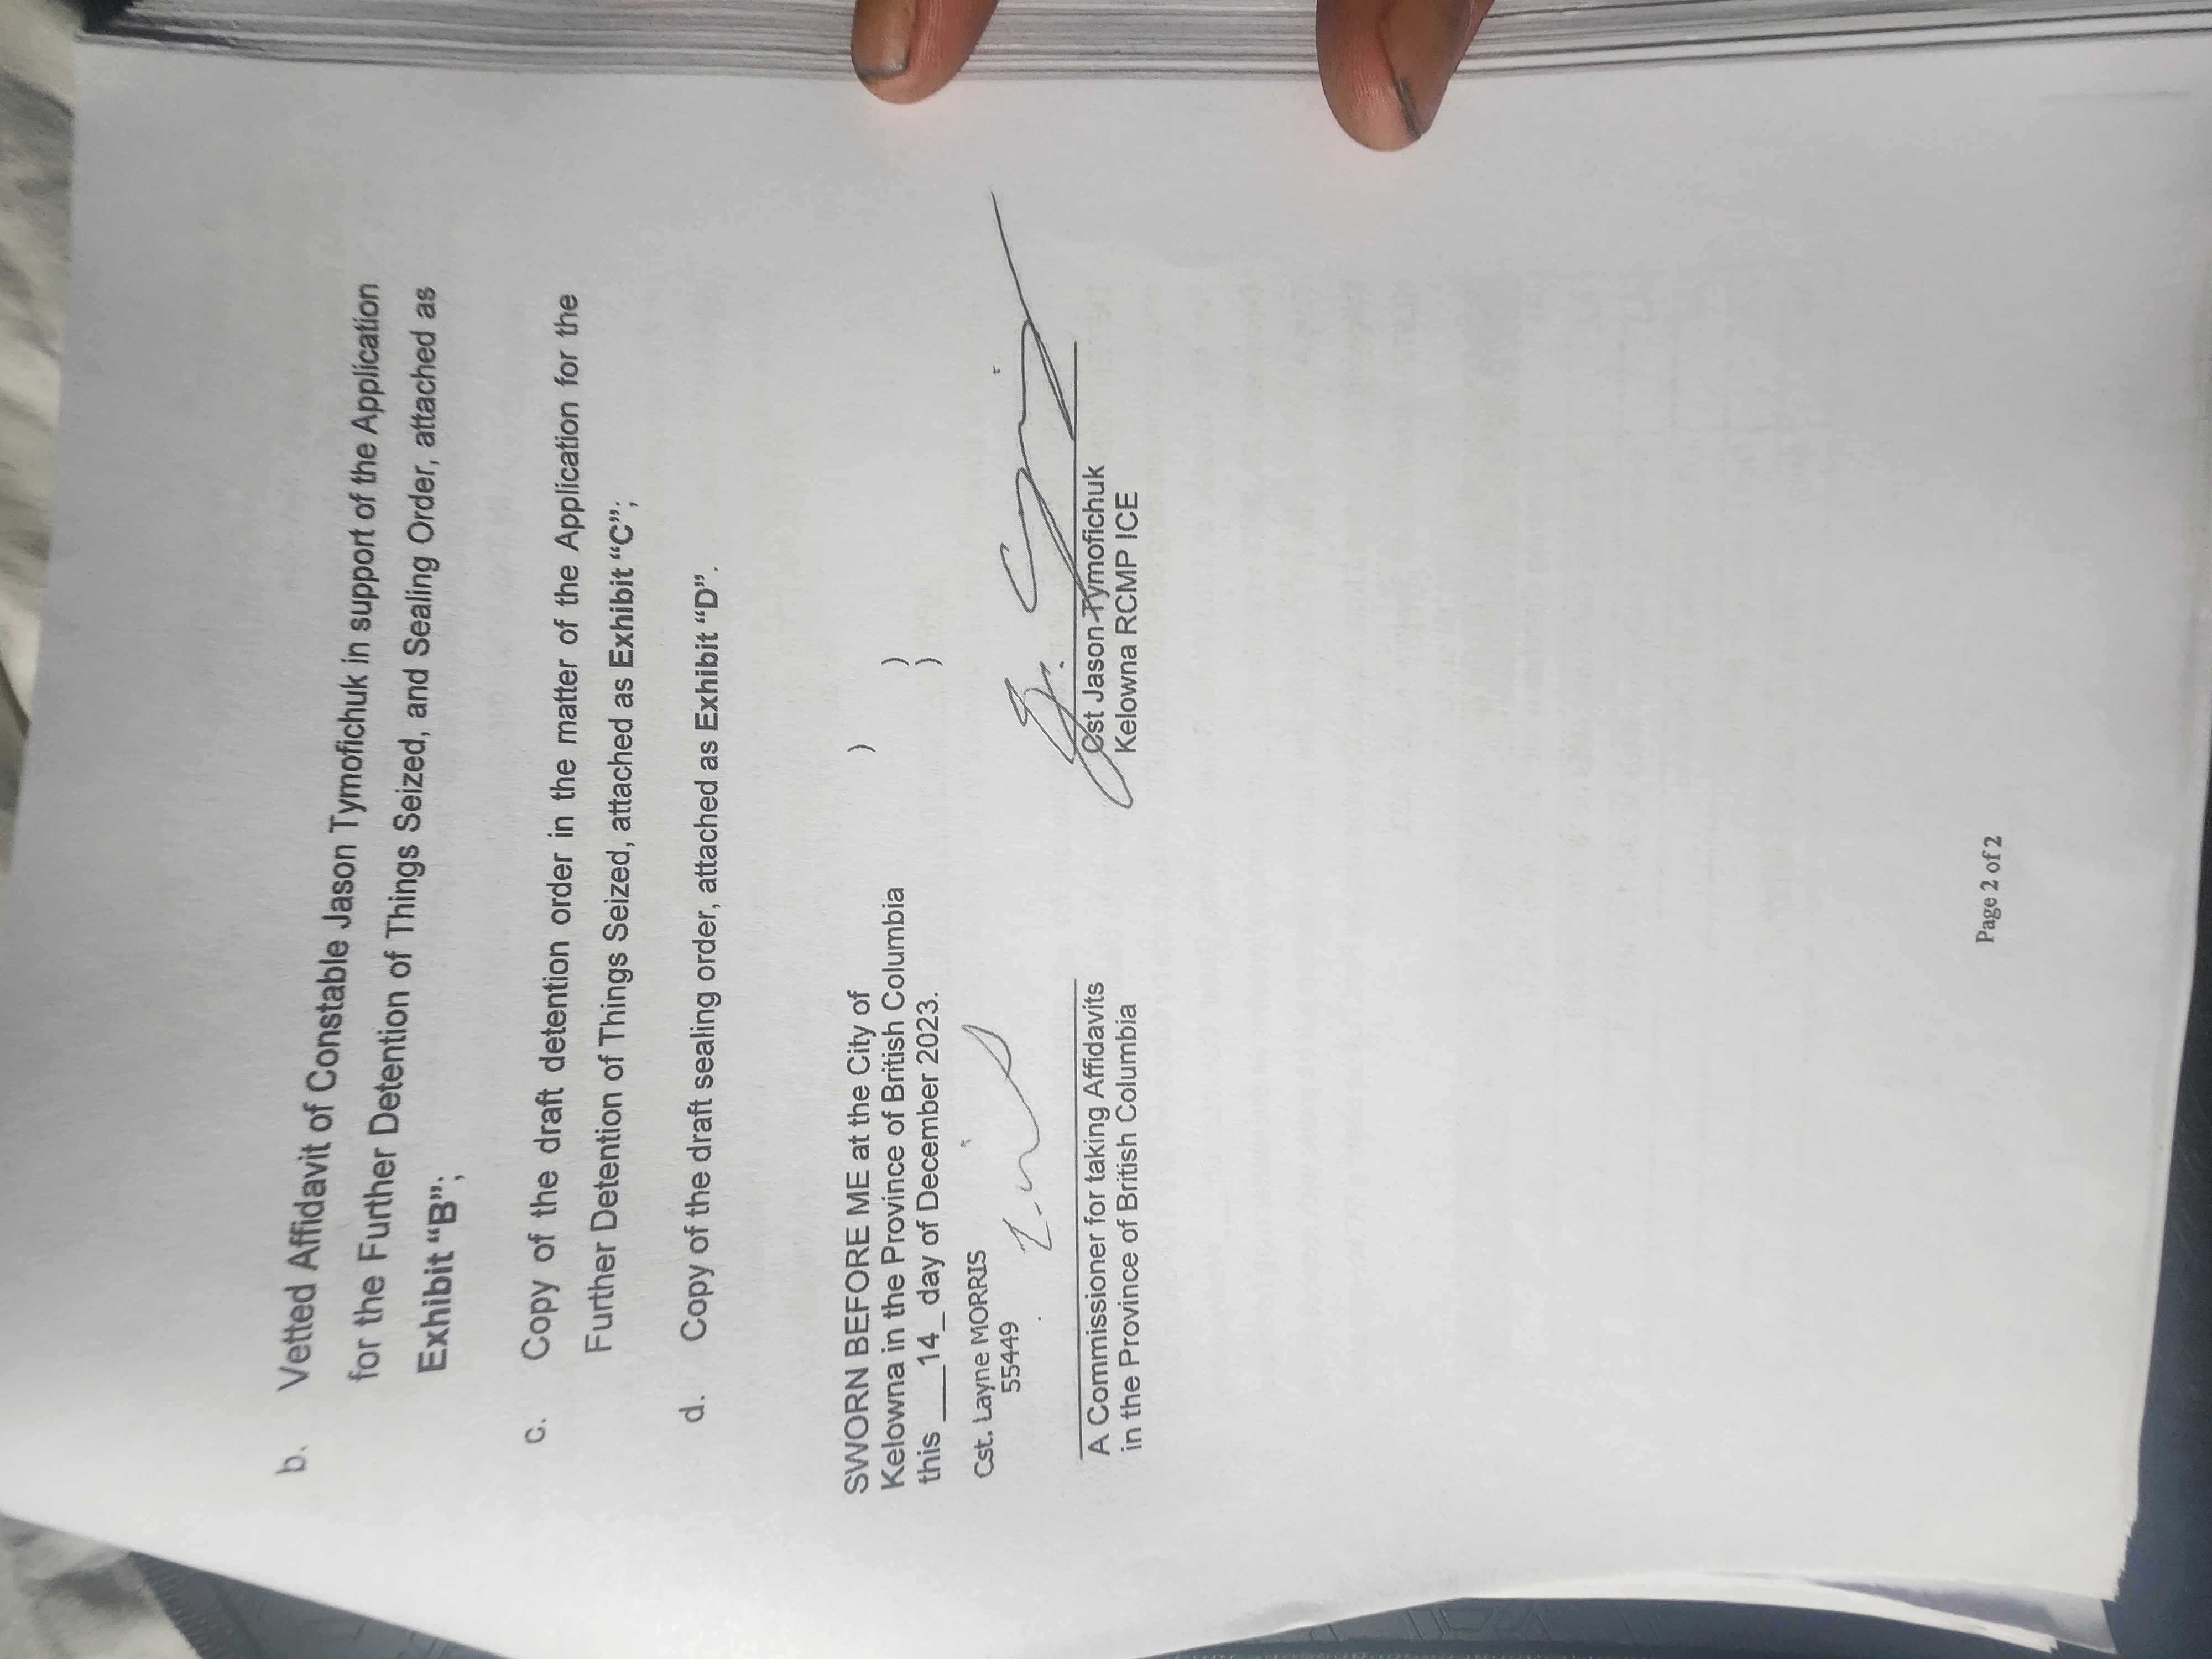 b. Vetted Affidavit of Constable Jason Tymofichuk in support of the Application
for the Further Detention of Things Seized, and Sealing Order, attached as
Exhibit “B”;
c. Copy of the draft detention order in the matter of the Application for the
Further Detention of Things Seized, attached as Exhibit “C”;
d. Copy of the draft sealing order, attached as Exhibit “D”.
SWORN BEFORE ME at the City of )
Kelowna in the Province of British Columbia )
this ___14_ day of December 2023. )
Cst. Layne MORRIS
55449
A Commissioner for taking Affidavits
in the Province of British Columbia
Cst Jason Tymofichuk
Kelowna RCMP ICE
Page 2 of 2